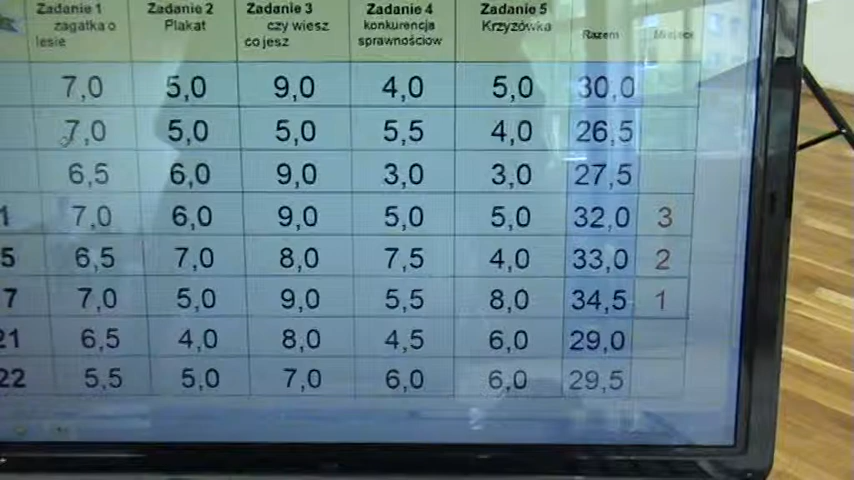 Zadanie 1 Zadanie 2 Zadanie 3 Zadanie 4 Zadanie 5
zagatka o Plakat czy wiesz konkurencja Krzyzówka Razem Miejsce
lesie co jesz sprawnościow
7,0 5,0 9,0 4,0 5,0 30,0
7,0 5,0 5,0 5,5 4,0 26,5
6,5 6,0 9,0 3,0 3,0 27,5
1 7,0 6,0 9,0 5,0 5,0 32,0 3
5 6,5 7,0 8,0 7,5 4,0 33,0 2
7 7,0 5,0 9,0 5,5 8,0 34,5 1
21 6,5 4,0 8,0 4,5 6,0 29,0
22 5,5 5,0 7,0 6,0 6,0 29,5